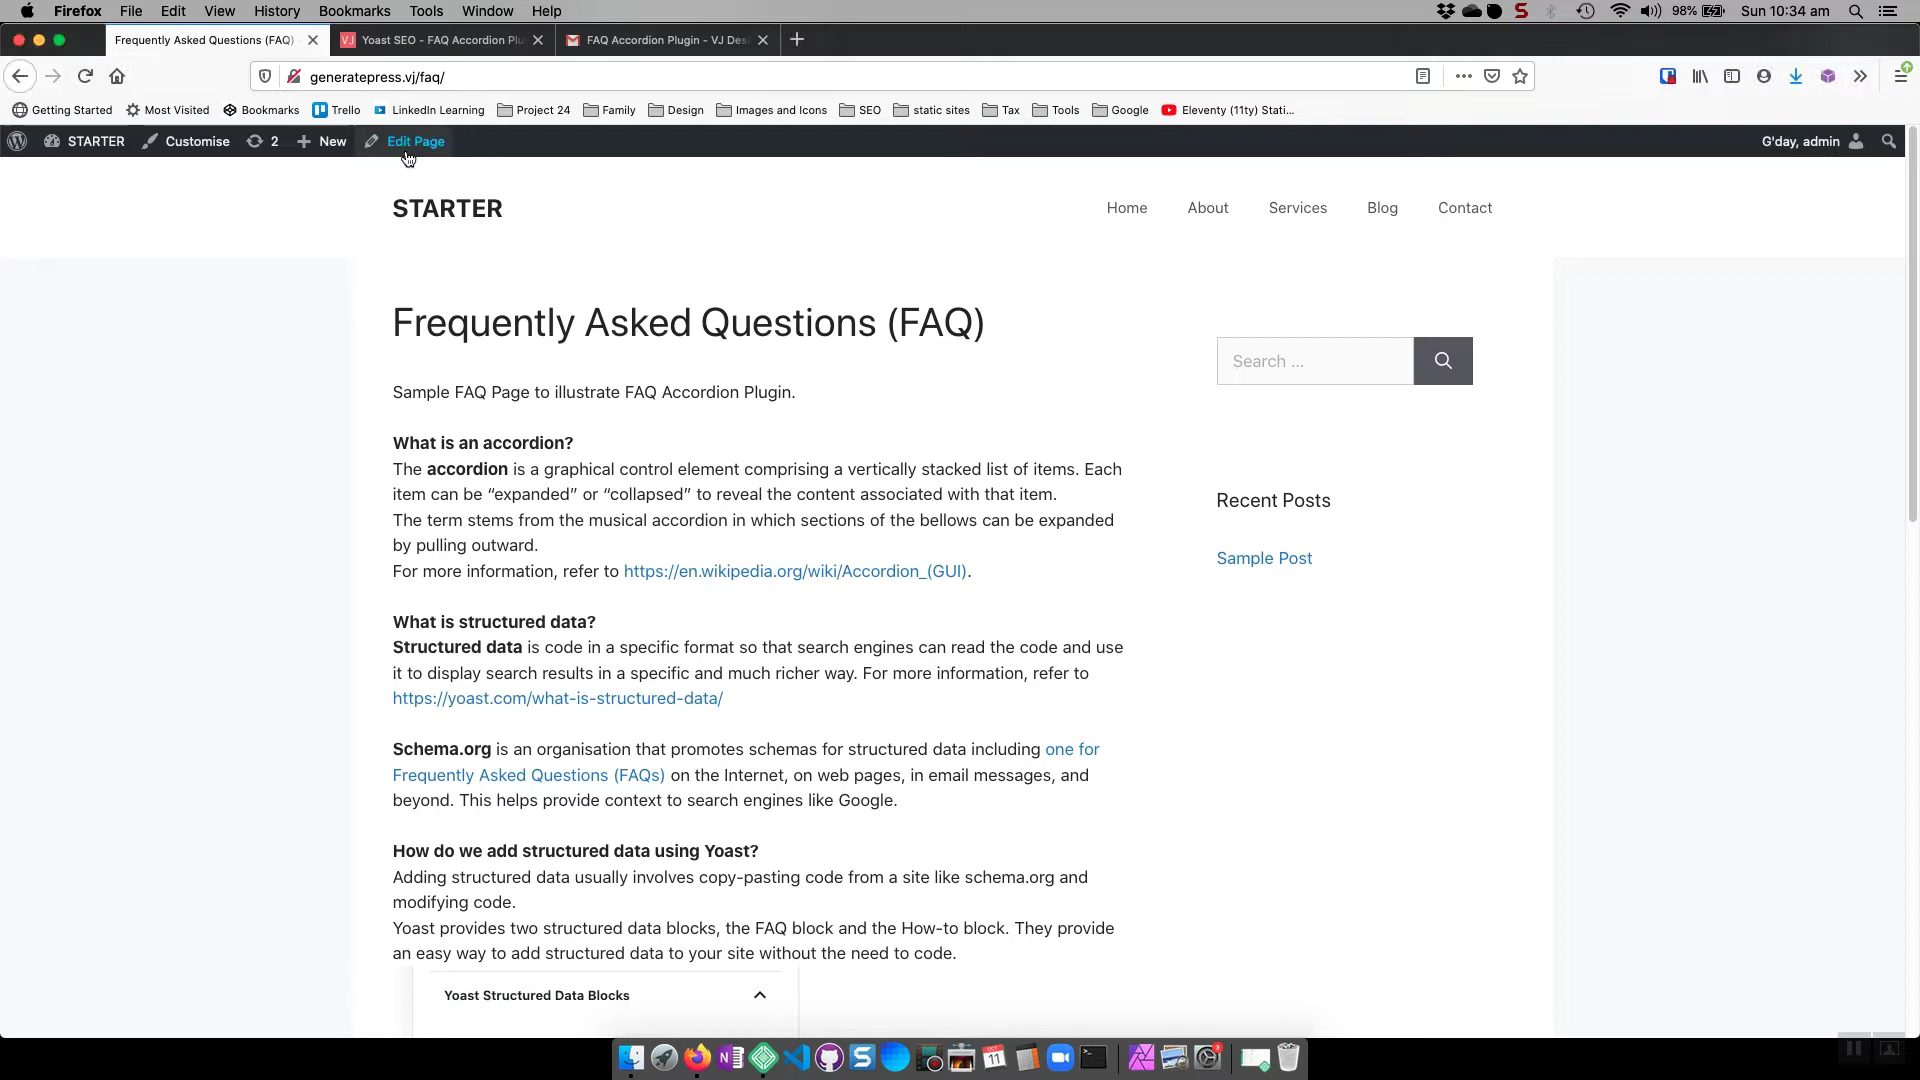 Firefox File Edit View History Bookmarks Tools Window Help 98% Sun 10:34 am
Frequently Asked Questions (FAQ) Yoast SEO - FAQ Accordion Plu FAQ Accordion Plugin - VJ Des
generatepress.vj/faq/
Getting Started Most Visited Bookmarks Trello LinkedIn Learning Project 24 Family Design Images and Icons SEO static sites Tax Tools Google Eleventy (11ty) Stati...
STARTER Customise 2 New Edit Page G'day, admin
STARTER Home About Services Blog Contact
Frequently Asked Questions (FAQ)
Search ...
Sample FAQ Page to illustrate FAQ Accordion Plugin.
What is an accordion?
The accordion is a graphical control element comprising a vertically stacked list of items. Each
item can be “expanded” or “collapsed” to reveal the content associated with that item.
The term stems from the musical accordion in which sections of the bellows can be expanded
by pulling outward.
For more information, refer to https://en.wikipedia.org/wiki/Accordion_(GUI).
Recent Posts
Sample Post
What is structured data?
Structured data is code in a specific format so that search engines can read the code and use
it to display search results in a specific and much richer way. For more information, refer to
https://yoast.com/what-is-structured-data/
Schema.org is an organisation that promotes schemas for structured data including one for
Frequently Asked Questions (FAQs) on the Internet, on web pages, in email messages, and
beyond. This helps provide context to search engines like Google.
How do we add structured data using Yoast?
Adding structured data usually involves copy-pasting code from a site like schema.org and
modifying code.
Yoast provides two structured data blocks, the FAQ block and the How-to block. They provide
an easy way to add structured data to your site without the need to code.
Yoast Structured Data Blocks